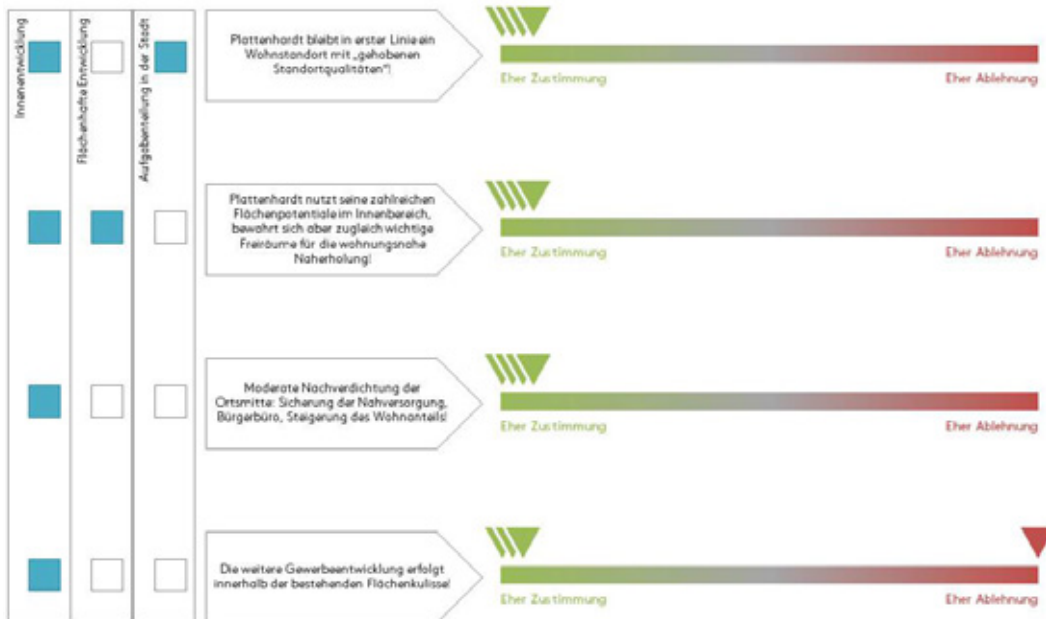 Innenentwicklung
Flächenhafte Entwicklung
Aufgabenteilung in der Stadt
Plattenhardt bleibt in erster Linie ein
Wohnstandort mit „gehobenen
Standortqualitäten“!
Eher Zustimmung
Eher Ablehnung
Plattenhardt nutzt seine zahlreichen
Flächenpotentiale im Innenbereich,
bewahrt sich aber zugleich wichtige
Freiräume für die wohnungsnahe
Naherholung!
Eher Zustimmung
Eher Ablehnung
Moderate Nachverdichtung der
Ortsmitte: Sicherung der Nahversorgung,
Bürgerbüro, Steigerung des Wohnanteils!
Eher Zustimmung
Eher Ablehnung
Die weitere Gewerbeentwicklung erfolgt
innerhalb der bestehenden Flächenkulisse!
Eher Zustimmung
Eher Ablehnung